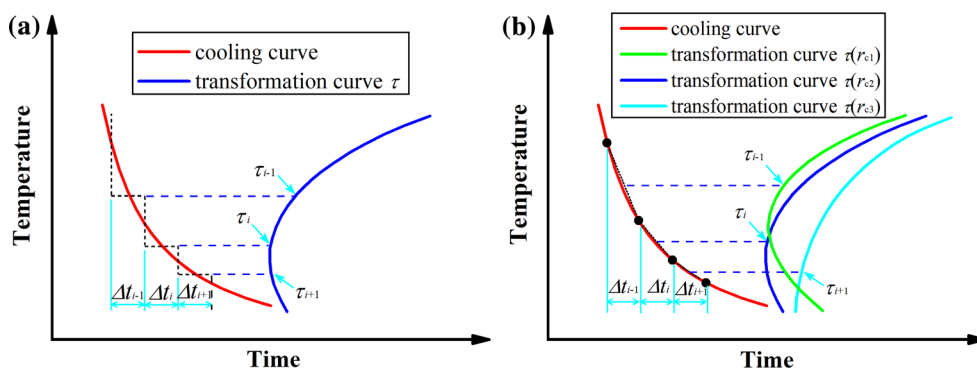 (a)
cooling curve
transformation curve τ
Temperature
τi-1
τi
τi+1
Δti-1 Δti Δti+1
Time
(b)
cooling curve
transformation curve τ(rc1)
transformation curve τ(rc2)
transformation curve τ(rc3)
Temperature
τi-1
τi
τi+1
Δti-1 Δti Δti+1
Time